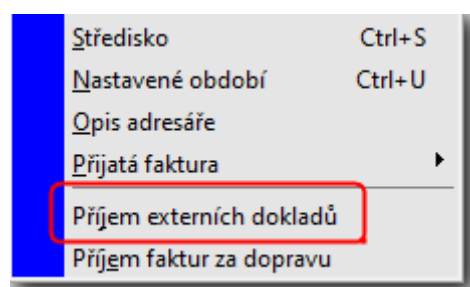 Středisko Ctrl+S
Nastavené období Ctrl+U
Opis adresáře
Přijatá faktura
Příjem externích dokladů
Příjem faktur za dopravu